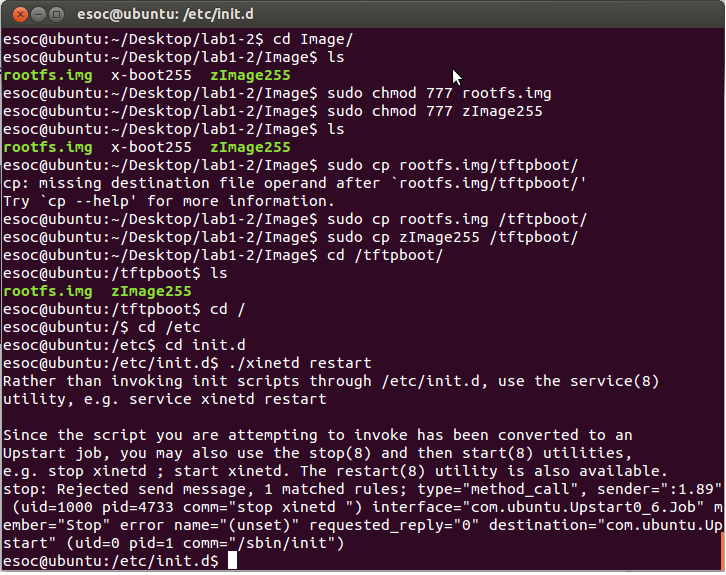 esoc@ubuntu: /etc/init.d
esoc@ubuntu:~/Desktop/lab1-2$ cd Image/
esoc@ubuntu:~/Desktop/lab1-2/Image$ ls
rootfs.img  x-boot255  zImage255
esoc@ubuntu:~/Desktop/lab1-2/Image$ sudo chmod 777 rootfs.img
esoc@ubuntu:~/Desktop/lab1-2/Image$ sudo chmod 777 zImage255
esoc@ubuntu:~/Desktop/lab1-2/Image$ ls
rootfs.img  x-boot255  zImage255
esoc@ubuntu:~/Desktop/lab1-2/Image$ sudo cp rootfs.img/tftpboot/
cp: missing destination file operand after `rootfs.img/tftpboot/'
Try `cp --help' for more information.
esoc@ubuntu:~/Desktop/lab1-2/Image$ sudo cp rootfs.img /tftpboot/
esoc@ubuntu:~/Desktop/lab1-2/Image$ sudo cp zImage255 /tftpboot/
esoc@ubuntu:~/Desktop/lab1-2/Image$ cd /tftpboot/
esoc@ubuntu:/tftpboot$ ls
rootfs.img  zImage255
esoc@ubuntu:/tftpboot$ cd /
esoc@ubuntu:/$ cd /etc
esoc@ubuntu:/etc$ cd init.d
esoc@ubuntu:/etc/init.d$ ./xinetd restart
Rather than invoking init scripts through /etc/init.d, use the service(8)
utility, e.g. service xinetd restart

Since the script you are attempting to invoke has been converted to an
Upstart job, you may also use the stop(8) and then start(8) utilities,
e.g. stop xinetd ; start xinetd. The restart(8) utility is also available.
stop: Rejected send message, 1 matched rules; type="method_call", sender=":1.89"
 (uid=1000 pid=4733 comm="stop xinetd ") interface="com.ubuntu.Upstart0_6.Job" m
ember="Stop" error name="(unset)" requested_reply="0" destination="com.ubuntu.Up
start" (uid=0 pid=1 comm="/sbin/init")
esoc@ubuntu:/etc/init.d$